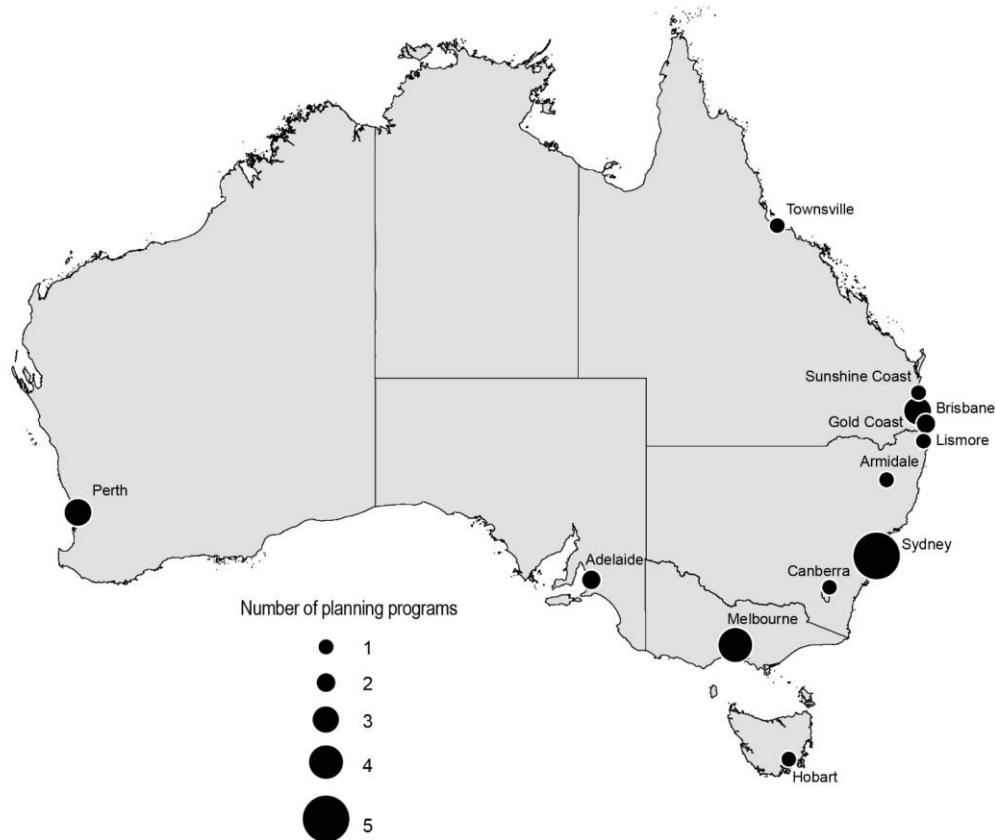 Townsville
Sunshine Coast
Brisbane
Gold Coast
Lismore
Armidale
Perth
Sydney
Adelaide
Canberra
Number of planning programs
Melbourne
1
2
3
4
Hobart
5